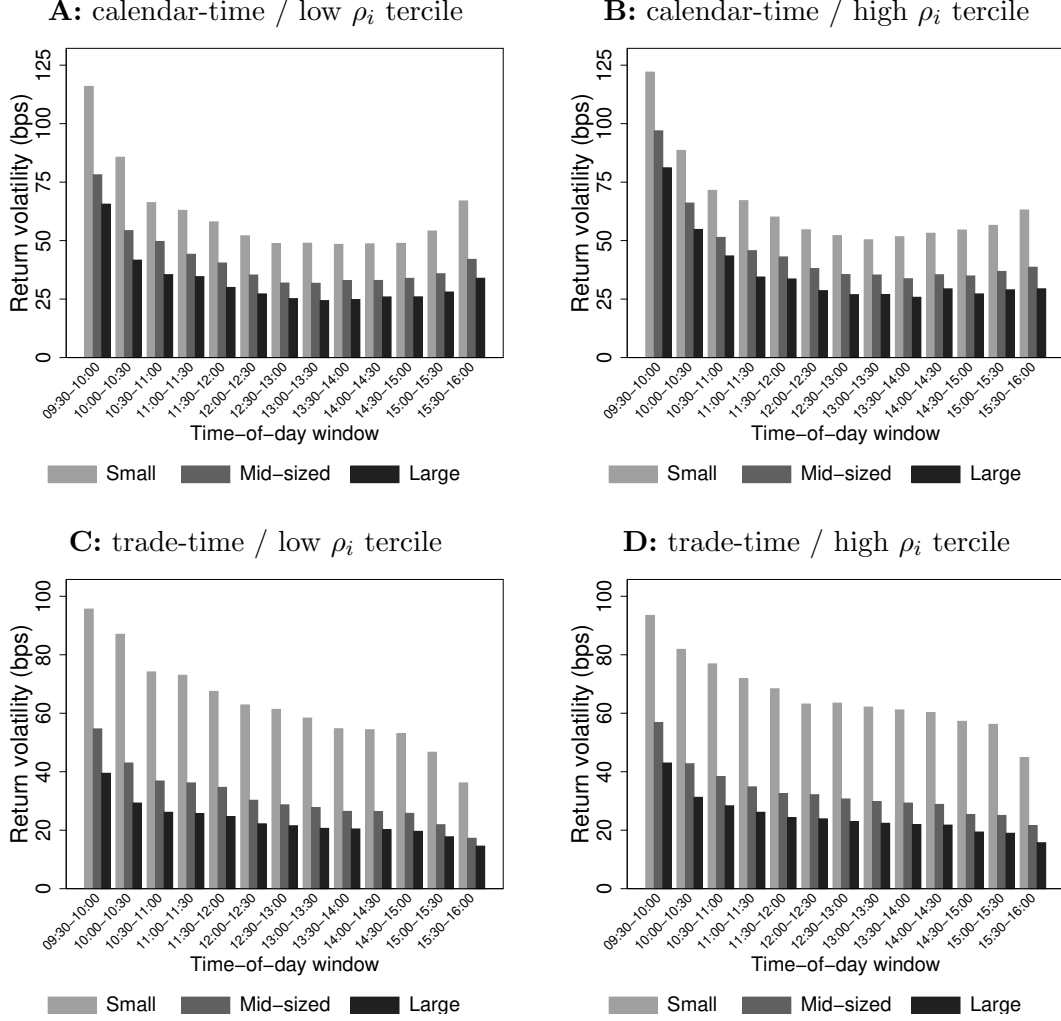 A: calendar-time / low ρᵢ tercile
Return volatility (bps)
0 25 50 75 100 125
09:30−10:00 10:00−10:30 10:30−11:00 11:00−11:30 11:30−12:00 12:00−12:30 12:30−13:00 13:00−13:30 13:30−14:00 14:00−14:30 14:30−15:00 15:00−15:30 15:30−16:00
Time−of−day window
Small Mid−sized Large
B: calendar-time / high ρᵢ tercile
Return volatility (bps)
0 25 50 75 100 125
09:30−10:00 10:00−10:30 10:30−11:00 11:00−11:30 11:30−12:00 12:00−12:30 12:30−13:00 13:00−13:30 13:30−14:00 14:00−14:30 14:30−15:00 15:00−15:30 15:30−16:00
Time−of−day window
Small Mid−sized Large
C: trade-time / low ρᵢ tercile
Return volatility (bps)
0 20 40 60 80 100
09:30−10:00 10:00−10:30 10:30−11:00 11:00−11:30 11:30−12:00 12:00−12:30 12:30−13:00 13:00−13:30 13:30−14:00 14:00−14:30 14:30−15:00 15:00−15:30 15:30−16:00
Time−of−day window
Small Mid−sized Large
D: trade-time / high ρᵢ tercile
Return volatility (bps)
0 20 40 60 80 100
09:30−10:00 10:00−10:30 10:30−11:00 11:00−11:30 11:30−12:00 12:00−12:30 12:30−13:00 13:00−13:30 13:30−14:00 14:00−14:30 14:30−15:00 15:00−15:30 15:30−16:00
Time−of−day window
Small Mid−sized Large